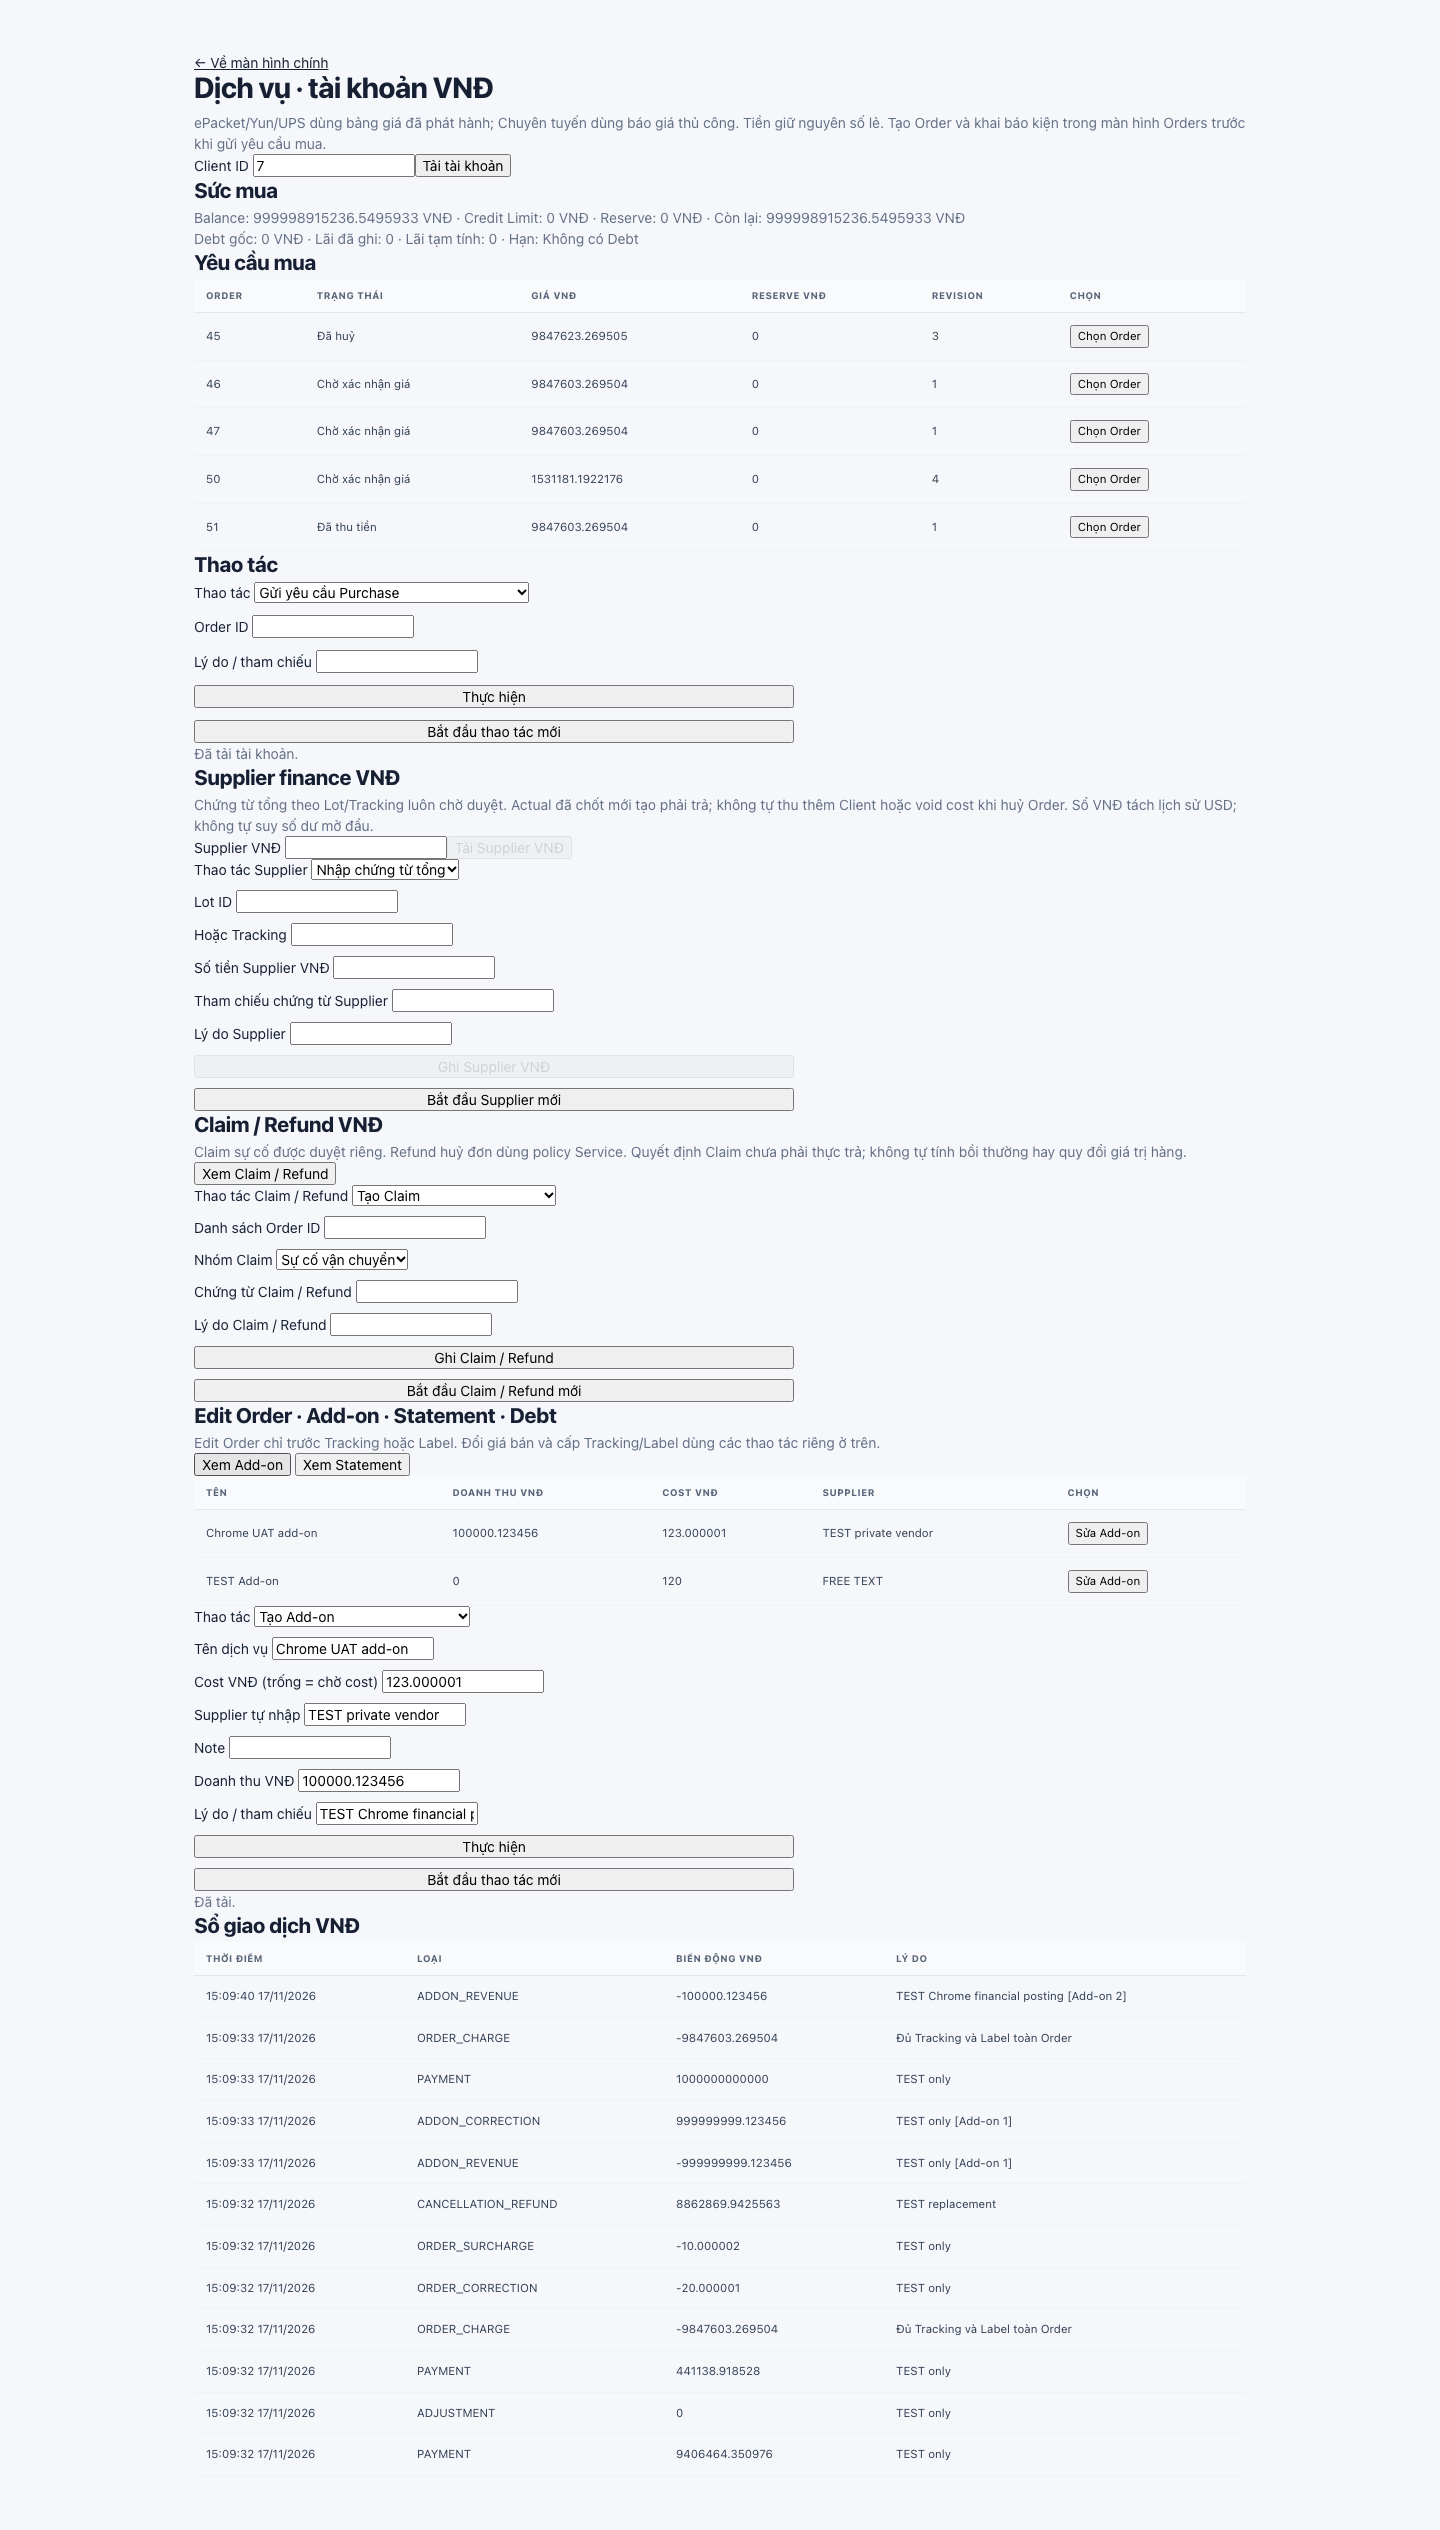 ← Về màn hình chính
Dịch vụ · tài khoản VNĐ
ePacket/Yun/UPS dùng bảng giá đã phát hành; Chuyên tuyến dùng báo giá thủ công. Tiền giữ nguyên số lẻ. Tạo Order và khai báo kiện trong màn hình Orders trước
khi gửi yêu cầu mua.
Client ID 7 Tải tài khoản
Sức mua
Balance: 999998915236.5495933 VNĐ · Credit Limit: 0 VNĐ · Reserve: 0 VNĐ · Còn lại: 999998915236.5495933 VNĐ
Debt gốc: 0 VNĐ · Lãi đã ghi: 0 · Lãi tạm tính: 0 · Hạn: Không có Debt
Yêu cầu mua
ORDER TRẠNG THÁI GIÁ VNĐ RESERVE VNĐ REVISION CHỌN
45 Đã huỷ 9847623.269505 0 3 Chọn Order
46 Chờ xác nhận giá 9847603.269504 0 1 Chọn Order
47 Chờ xác nhận giá 9847603.269504 0 1 Chọn Order
50 Chờ xác nhận giá 1531181.1922176 0 4 Chọn Order
51 Đã thu tiền 9847603.269504 0 1 Chọn Order
Thao tác
Thao tác Gửi yêu cầu Purchase
Order ID
Lý do / tham chiếu
Thực hiện
Bắt đầu thao tác mới
Đã tải tài khoản.
Supplier finance VNĐ
Chứng từ tổng theo Lot/Tracking luôn chờ duyệt. Actual đã chốt mới tạo phải trả; không tự thu thêm Client hoặc void cost khi huỷ Order. Sổ VNĐ tách lịch sử USD;
không tự suy số dư mở đầu.
Supplier VNĐ Tải Supplier VNĐ
Thao tác Supplier Nhập chứng từ tổng
Lot ID
Hoặc Tracking
Số tiền Supplier VNĐ
Tham chiếu chứng từ Supplier
Lý do Supplier
Ghi Supplier VNĐ
Bắt đầu Supplier mới
Claim / Refund VNĐ
Claim sự cố được duyệt riêng. Refund huỷ đơn dùng policy Service. Quyết định Claim chưa phải thực trả; không tự tính bồi thường hay quy đổi giá trị hàng.
Xem Claim / Refund
Thao tác Claim / Refund Tạo Claim
Danh sách Order ID
Nhóm Claim Sự cố vận chuyển
Chứng từ Claim / Refund
Lý do Claim / Refund
Ghi Claim / Refund
Bắt đầu Claim / Refund mới
Edit Order · Add-on · Statement · Debt
Edit Order chỉ trước Tracking hoặc Label. Đổi giá bán và cấp Tracking/Label dùng các thao tác riêng ở trên.
Xem Add-on Xem Statement
TÊN DOANH THU VNĐ COST VNĐ SUPPLIER CHỌN
Chrome UAT add-on 100000.123456 123.000001 TEST private vendor Sửa Add-on
TEST Add-on 0 120 FREE TEXT Sửa Add-on
Thao tác Tạo Add-on
Tên dịch vụ Chrome UAT add-on
Cost VNĐ (trống = chờ cost) 123.000001
Supplier tự nhập TEST private vendor
Note
Doanh thu VNĐ 100000.123456
Lý do / tham chiếu TEST Chrome financial p
Thực hiện
Bắt đầu thao tác mới
Đã tải.
Sổ giao dịch VNĐ
THỜI ĐIỂM LOẠI BIẾN ĐỘNG VNĐ LÝ DO
15:09:40 17/11/2026 ADDON_REVENUE -100000.123456 TEST Chrome financial posting [Add-on 2]
15:09:33 17/11/2026 ORDER_CHARGE -9847603.269504 Đủ Tracking và Label toàn Order
15:09:33 17/11/2026 PAYMENT 1000000000000 TEST only
15:09:33 17/11/2026 ADDON_CORRECTION 999999999.123456 TEST only [Add-on 1]
15:09:33 17/11/2026 ADDON_REVENUE -999999999.123456 TEST only [Add-on 1]
15:09:32 17/11/2026 CANCELLATION_REFUND 8862869.9425563 TEST replacement
15:09:32 17/11/2026 ORDER_SURCHARGE -10.000002 TEST only
15:09:32 17/11/2026 ORDER_CORRECTION -20.000001 TEST only
15:09:32 17/11/2026 ORDER_CHARGE -9847603.269504 Đủ Tracking và Label toàn Order
15:09:32 17/11/2026 PAYMENT 441138.918528 TEST only
15:09:32 17/11/2026 ADJUSTMENT 0 TEST only
15:09:32 17/11/2026 PAYMENT 9406464.350976 TEST only